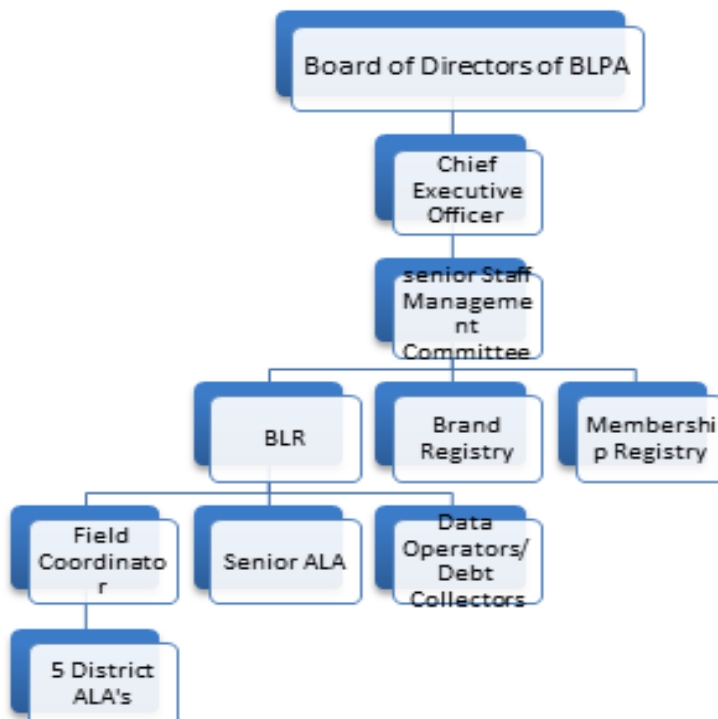 Board of Directors of BLPA
Chief
Executive
Officer
senior Staff
Manageme
nt
Committee
BLR
Brand
Registry
Membershi
p Registry
Field
Coordinato
r
Senior ALA
Data
Operators/
Debt
Collectors
5 District
ALA's